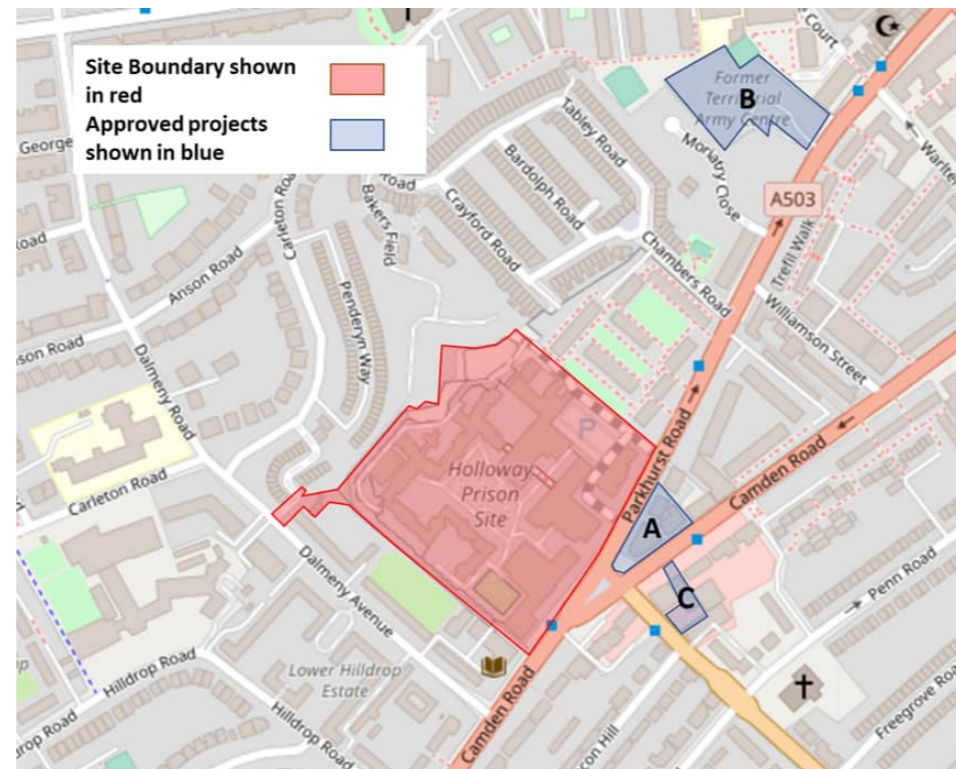 Site Boundary shown
in red
Approved projects
shown in blue
Court
Former
Territorial
Army Centre
B
George
Road
Tabley Road
Bardolph Road
Moriatry Close
Warlter
A503
Carleton Road
Bakers Field
Crayford Road
Chambers Road
Trefil Walk
Anson Road
Penderyn Way
Williamson Street
Dalmeny Road
P
Parkhurst Road
Camden Road
Holloway
Prison
Site
Carleton Road
A
C
Penn Road
Dalmeny Avenue
Hilldrop Road
Lower Hilldrop
Estate
Hilldrop Road
Camden Road
Freegrove Road